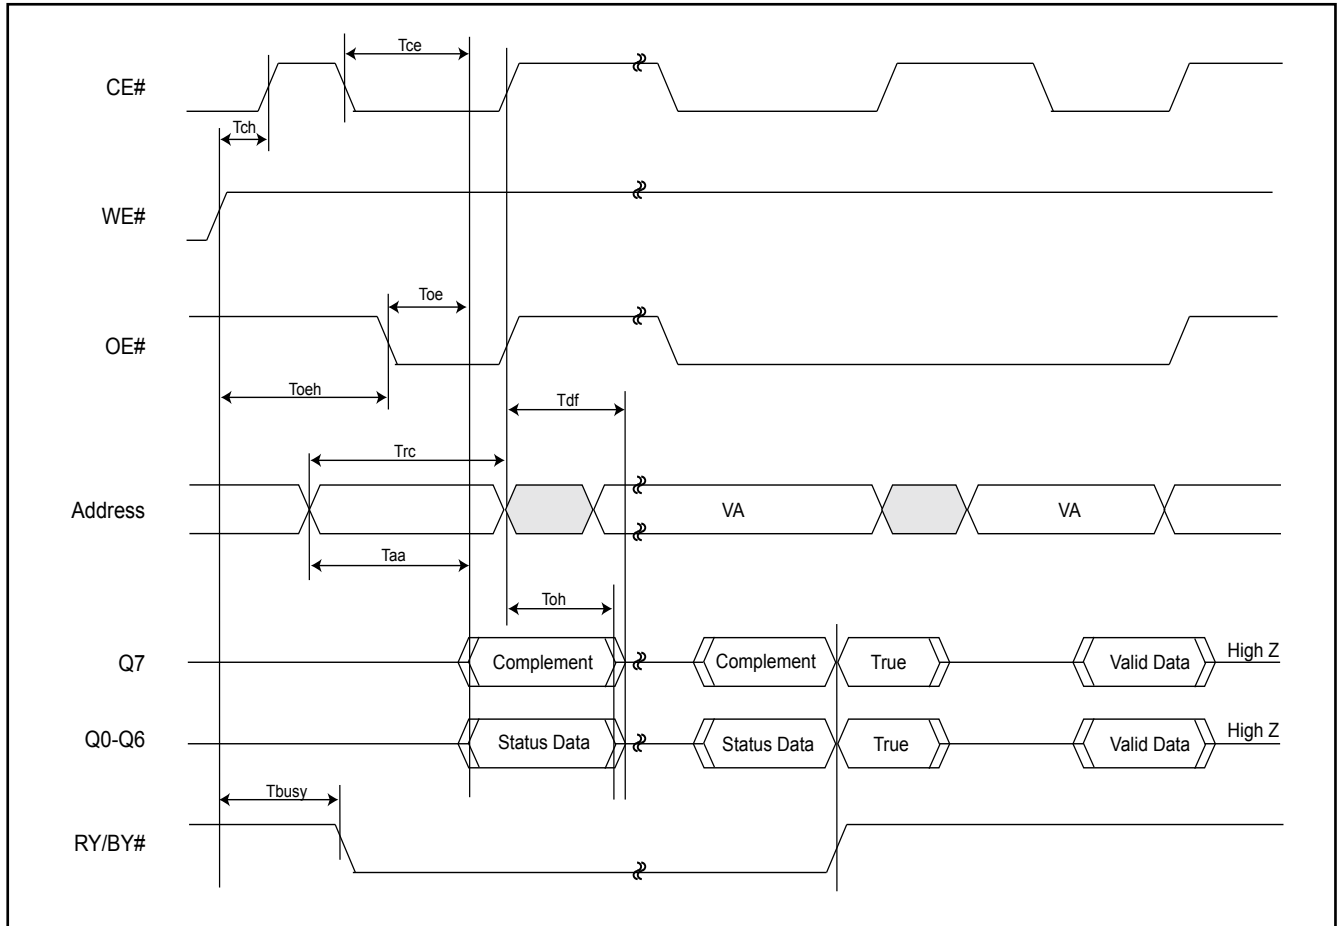 Tce
CE#
Tch
WE#
Toe
OE#
Toeh
Tdf
Trc
Address
VA
VA
Taa
Toh
Q7
Complement
Complement
True
Valid Data
High Z
Q0-Q6
Status Data
Status Data
True
Valid Data
High Z
Tbusy
RY/BY#